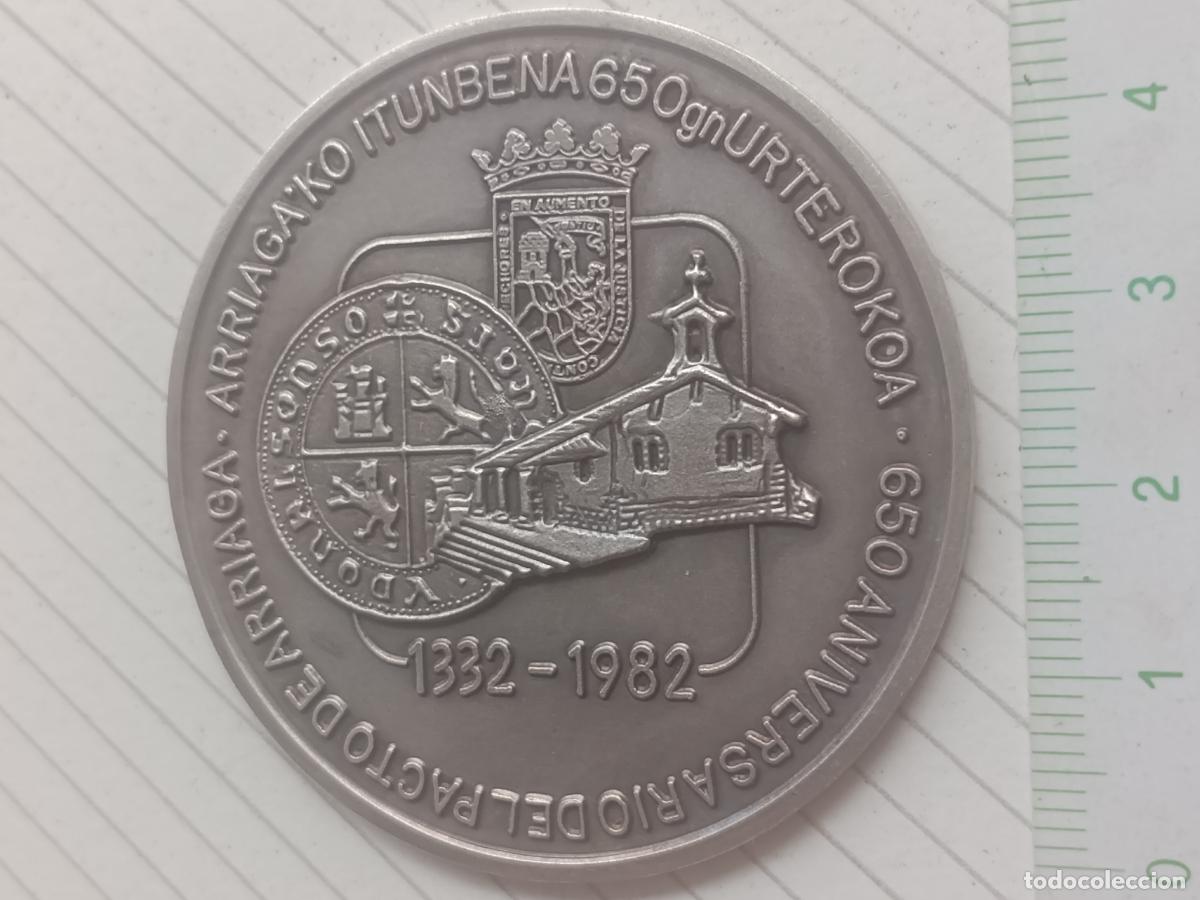 ARRIAGA'KO ITUNBENA 650gn URTEROKOA · 650 ANIVERSARIO DEL PACTO DE ARRIAGA ·
EN AUMENTO DE LA JUSTICIA CONTRA
1332-1982
4
3
2
1
0
todocoleccion